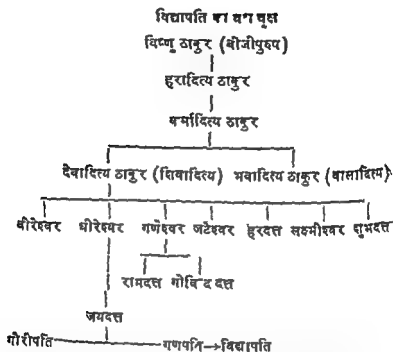 विद्यापति का वंश वृक्ष
विष्णु ठाकुर (बीजीपुरुप)
हरादित्य ठाकुर
कर्मादित्य ठाकुर
देवादित्य ठाकुर (शिवादित्य) भवादित्य ठाकुर (बालादित्य)
वीरेश्वर धीरेश्वर गणेश्वर जटेश्वर हरदत्त लक्ष्मीश्वर शुभदत्त
रामदत्त गोविंददत्त
जयदत्त
गौरीपति गणपति→विद्यापति